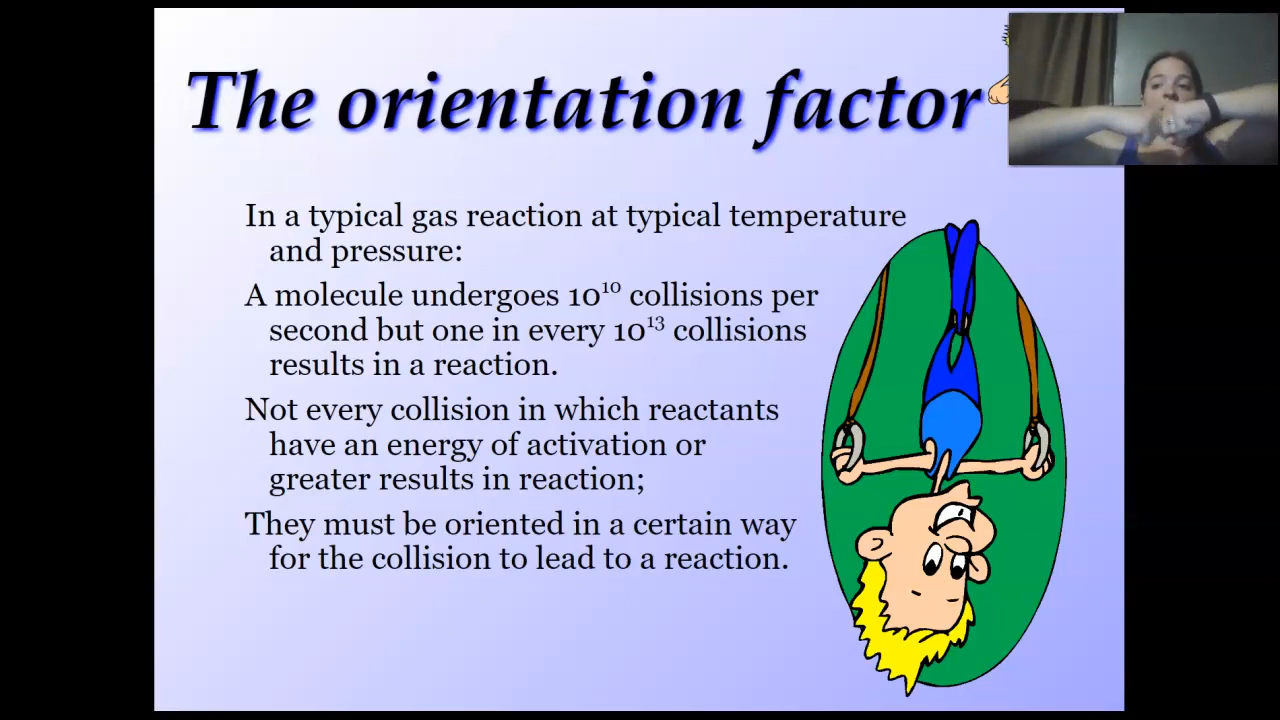 The orientation factor
In a typical gas reaction at typical temperature
and pressure:
A molecule undergoes 10¹⁰ collisions per
second but one in every 10¹³ collisions
results in a reaction.
Not every collision in which reactants
have an energy of activation or
greater results in reaction;
They must be oriented in a certain way
for the collision to lead to a reaction.